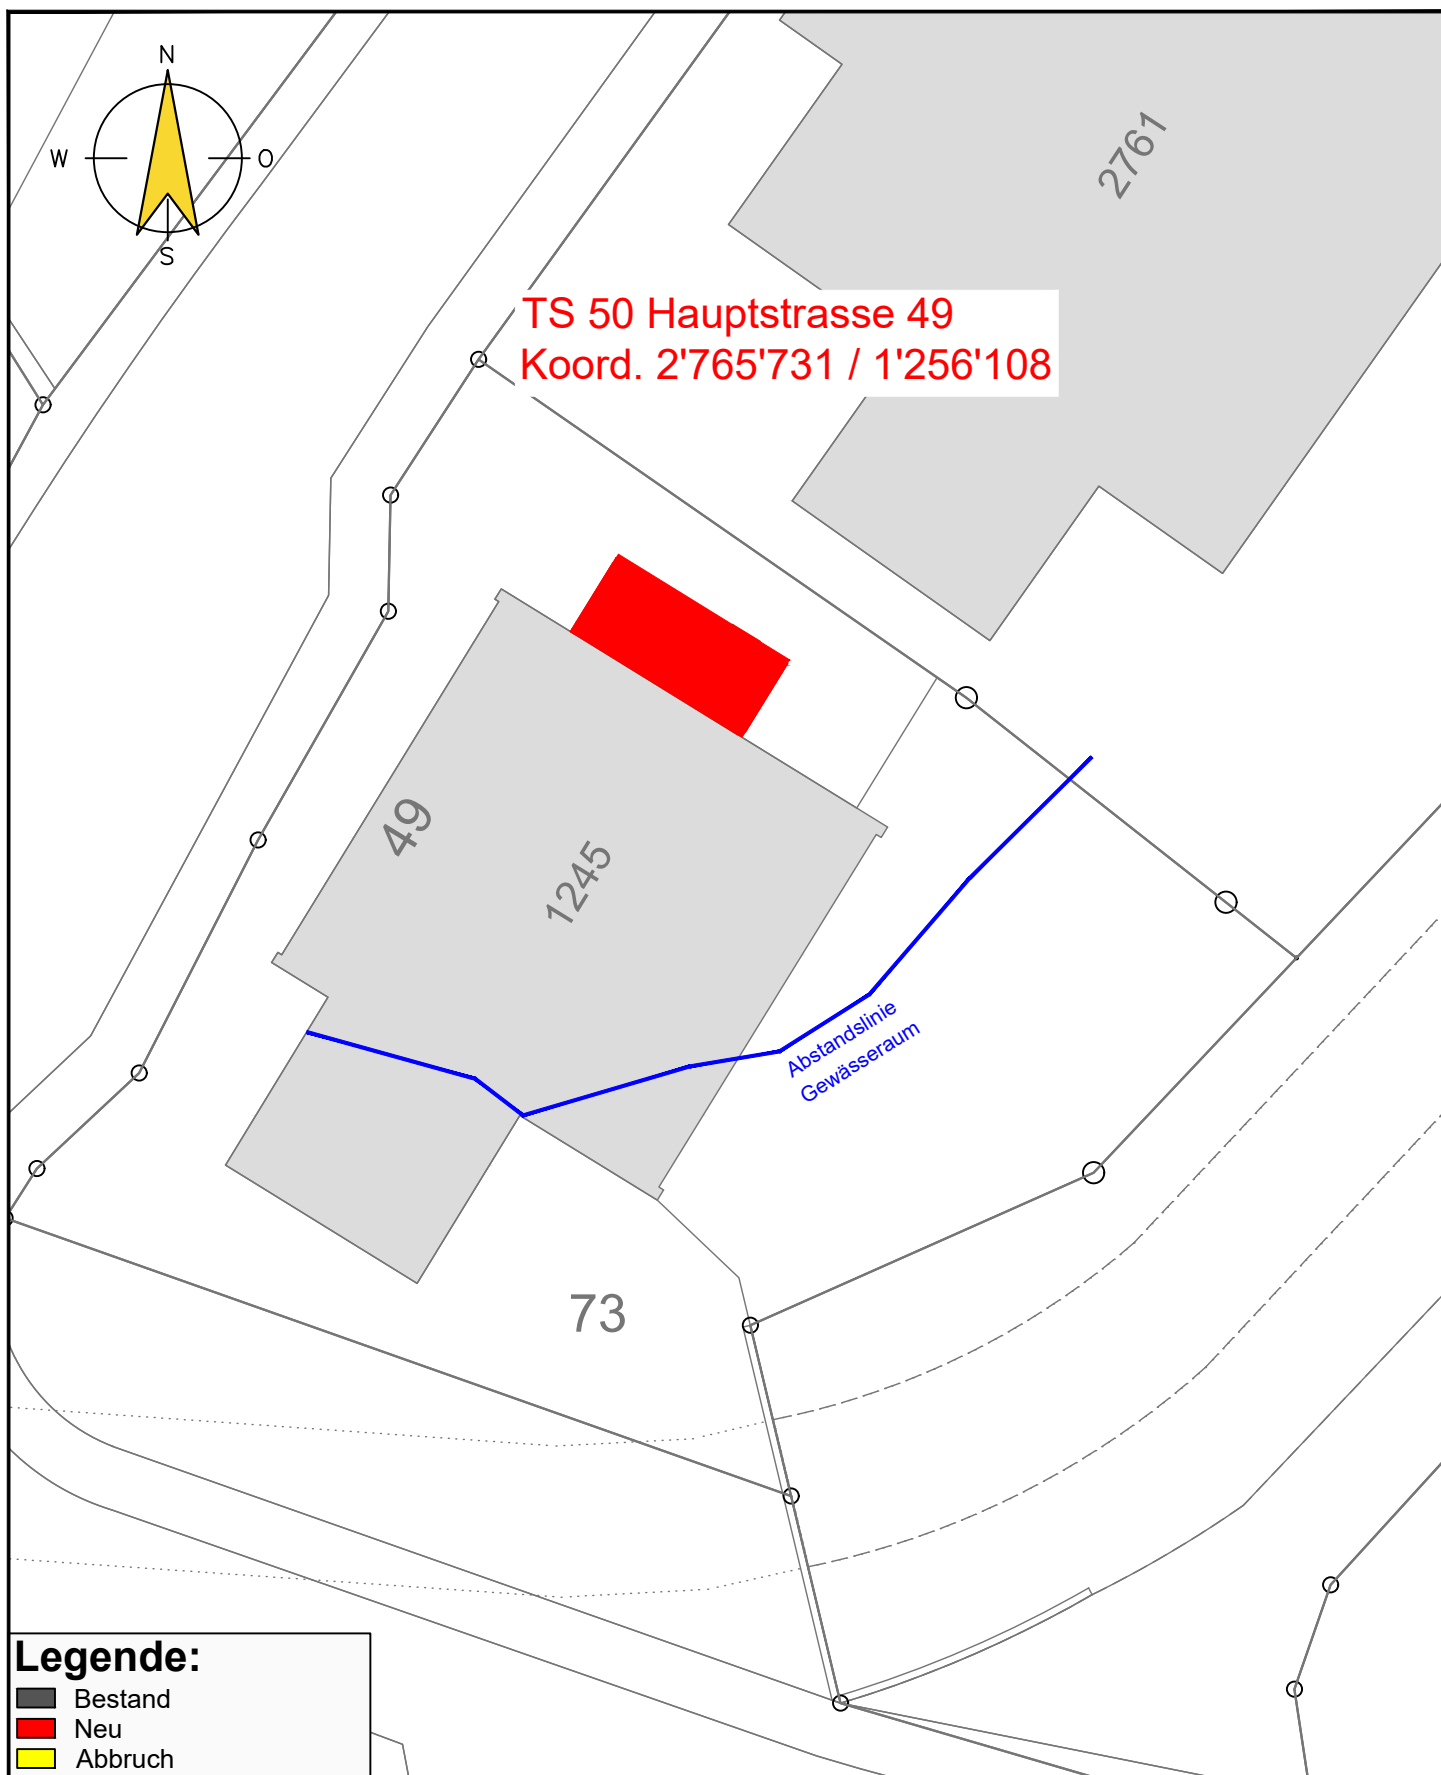 N
W
O
S
2761
TS 50 Hauptstrasse 49
Koord. 2'765'731 / 1'256'108
49
1245
Abstandslinie
Gewässeraum
73
Legende:
Bestand
Neu
Abbruch